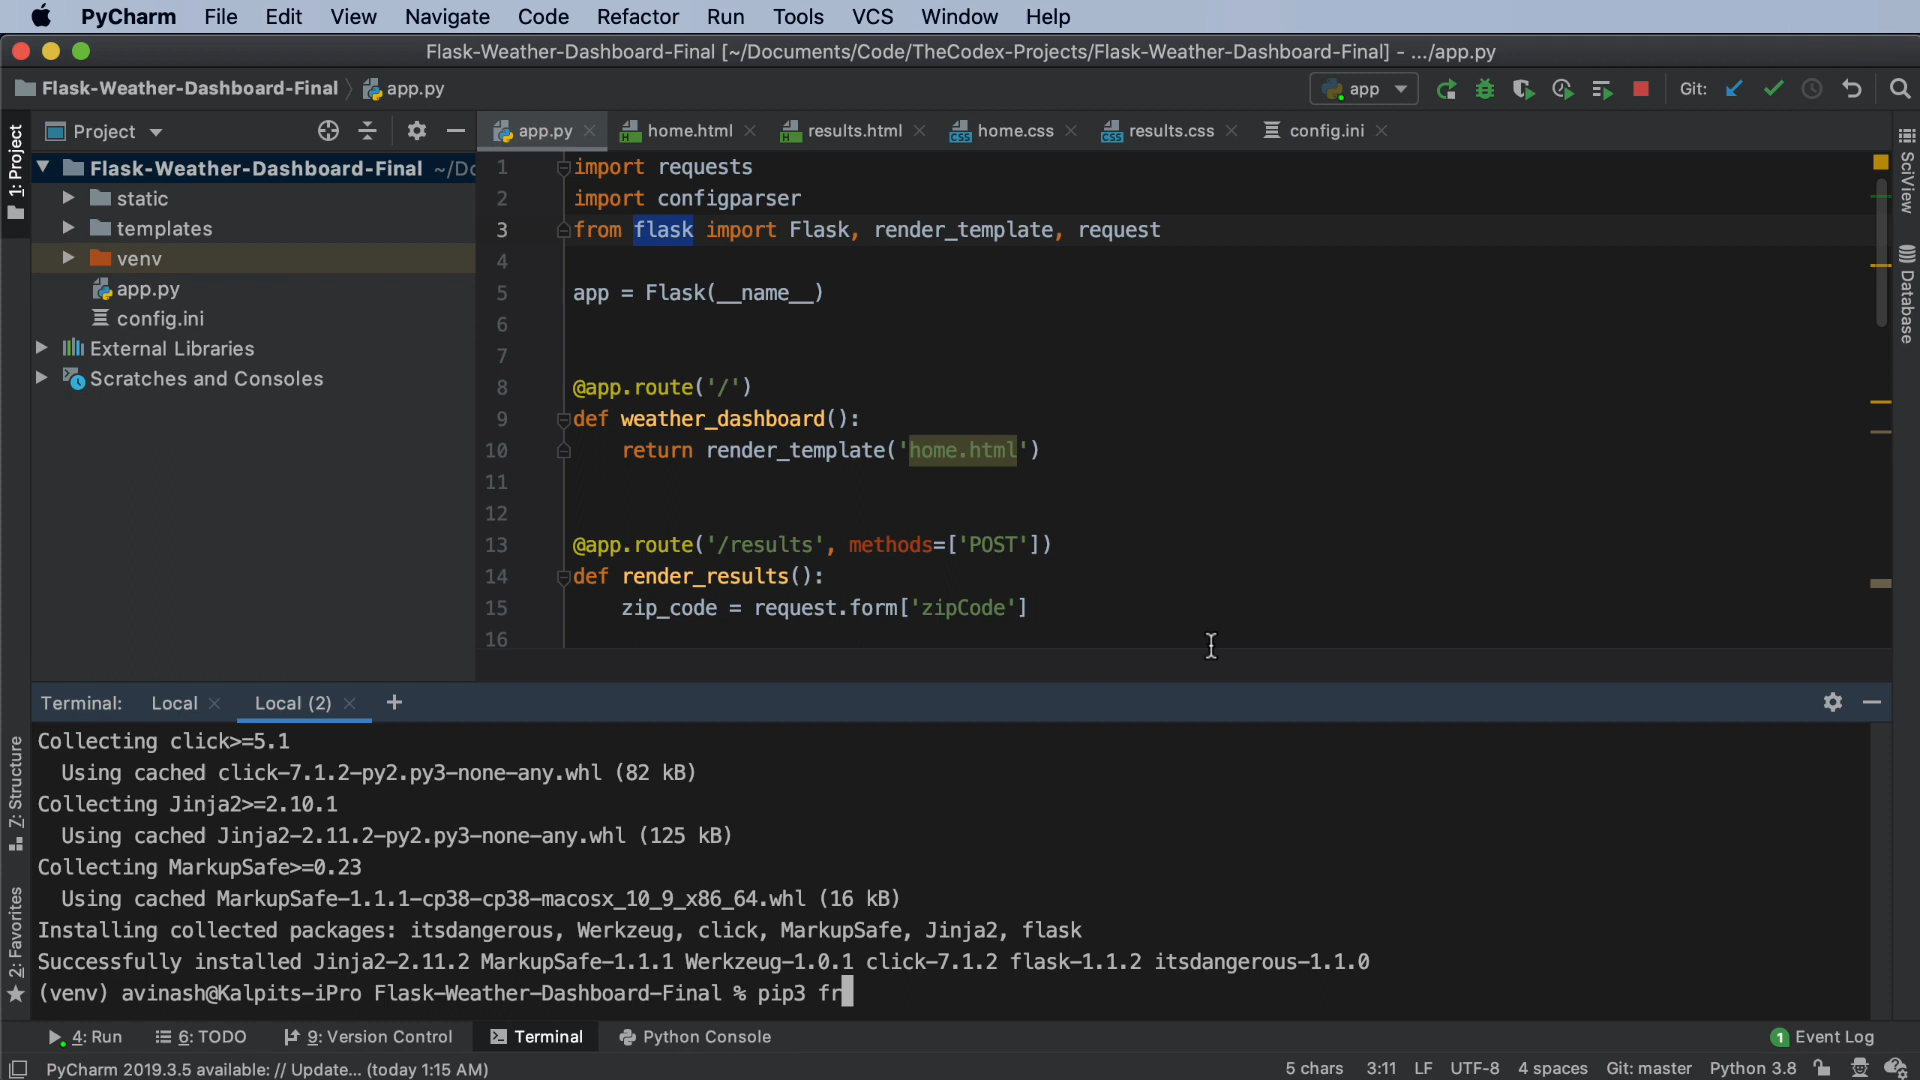 PyCharm File Edit View Navigate Code Refactor Run Tools VCS Window Help
Flask-Weather-Dashboard-Final [~/Documents/Code/TheCodex-Projects/Flask-Weather-Dashboard-Final] - .../app.py
Flask-Weather-Dashboard-Final app.py app Git:
1: Project
Project
app.py home.html results.html home.css results.css config.ini
Flask-Weather-Dashboard-Final ~/Do
static
templates
venv
app.py
config.ini
External Libraries
Scratches and Consoles
1 import requests
2 import configparser
3 from flask import Flask, render_template, request
4
5 app = Flask(__name__)
6
7
8 @app.route('/')
9 def weather_dashboard():
10 return render_template('home.html')
11
12
13 @app.route('/results', methods=['POST'])
14 def render_results():
15 zip_code = request.form['zipCode']
16
SciView
Database
Terminal: Local Local (2) +
Collecting click>=5.1
Using cached click-7.1.2-py2.py3-none-any.whl (82 kB)
Collecting Jinja2>=2.10.1
Using cached Jinja2-2.11.2-py2.py3-none-any.whl (125 kB)
Collecting MarkupSafe>=0.23
Using cached MarkupSafe-1.1.1-cp38-cp38-macosx_10_9_x86_64.whl (16 kB)
Installing collected packages: itsdangerous, Werkzeug, click, MarkupSafe, Jinja2, flask
Successfully installed Jinja2-2.11.2 MarkupSafe-1.1.1 Werkzeug-1.0.1 click-7.1.2 flask-1.1.2 itsdangerous-1.1.0
(venv) avinash@Kalpits-iPro Flask-Weather-Dashboard-Final % pip3 fr
Z: Structure
2: Favorites
4: Run 6: TODO 9: Version Control Terminal Python Console 1 Event Log
PyCharm 2019.3.5 available: // Update... (today 1:15 AM) 5 chars 3:11 LF UTF-8 4 spaces Git: master Python 3.8